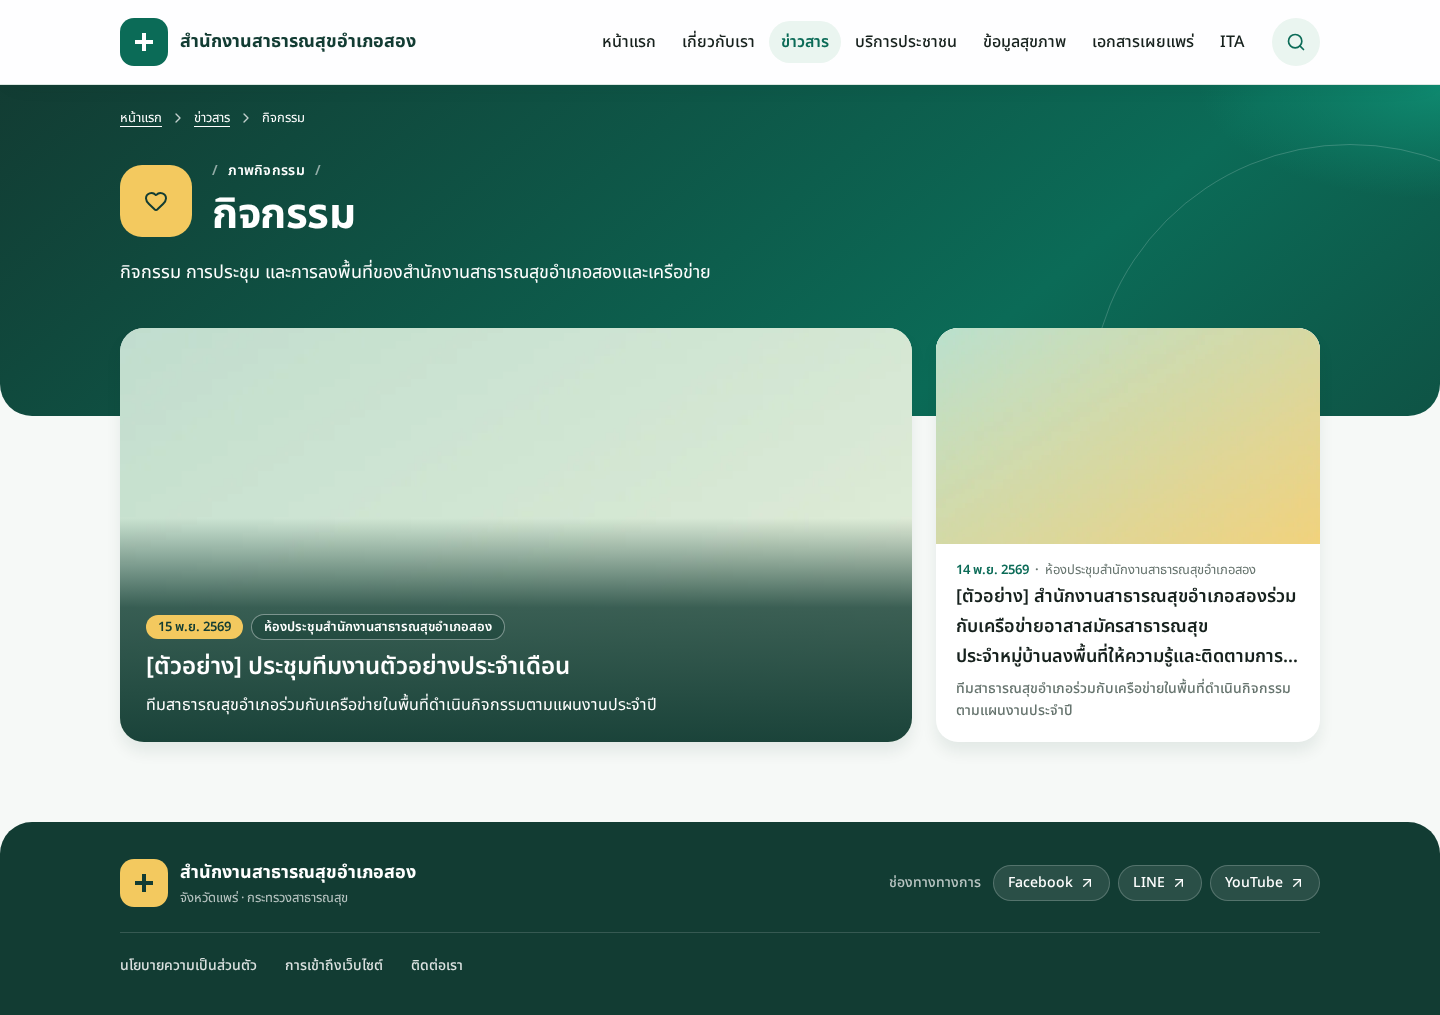 สำนักงานสาธารณสุขอำเภอสอง
หน้าแรก
เกี่ยวกับเรา
ข่าวสาร
บริการประชาชน
ข้อมูลสุขภาพ
เอกสารเผยแพร่
ITA
หน้าแรก > ข่าวสาร > กิจกรรม
/ ภาพกิจกรรม /
กิจกรรม
กิจกรรม การประชุม และการลงพื้นที่ของสำนักงานสาธารณสุขอำเภอสองและเครือข่าย
15 พ.ย. 2569
ห้องประชุมสำนักงานสาธารณสุขอำเภอสอง
[ตัวอย่าง] ประชุมทีมงานตัวอย่างประจำเดือน
ทีมสาธารณสุขอำเภอร่วมกับเครือข่ายในพื้นที่ดำเนินกิจกรรมตามแผนงานประจำปี
14 พ.ย. 2569 · ห้องประชุมสำนักงานสาธารณสุขอำเภอสอง
[ตัวอย่าง] สำนักงานสาธารณสุขอำเภอสองร่วม
กับเครือข่ายอาสาสมัครสาธารณสุข
ประจำหมู่บ้านลงพื้นที่ให้ความรู้และติดตามการ...
ทีมสาธารณสุขอำเภอร่วมกับเครือข่ายในพื้นที่ดำเนินกิจกรรม
ตามแผนงานประจำปี
สำนักงานสาธารณสุขอำเภอสอง
จังหวัดแพร่ · กระทรวงสาธารณสุข
ช่องทางทางการ
Facebook
LINE
YouTube
นโยบายความเป็นส่วนตัว
การเข้าถึงเว็บไซต์
ติดต่อเรา